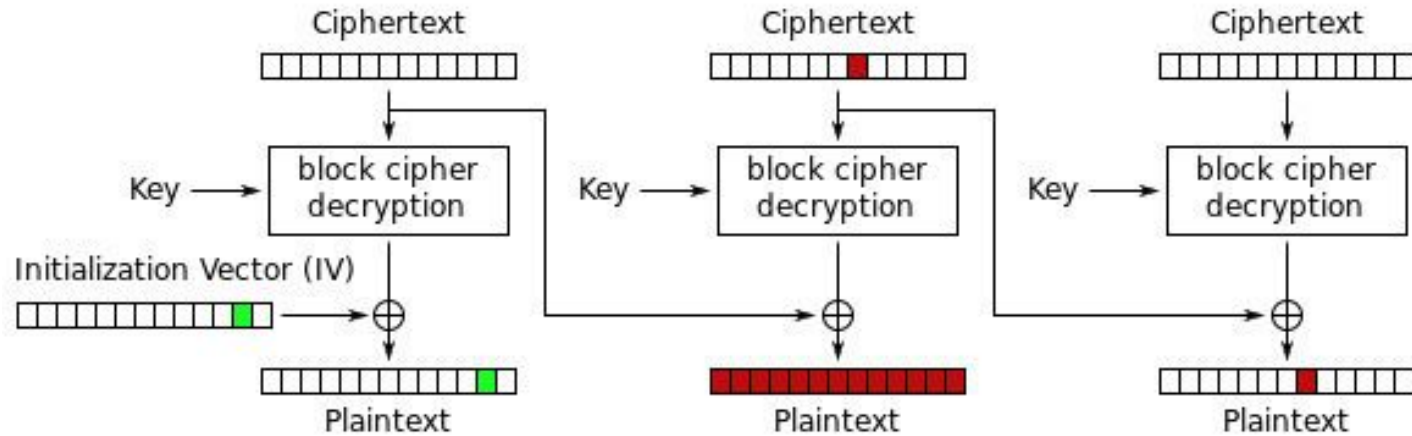 Ciphertext
Ciphertext
Ciphertext
Key
block cipher
decryption
Key
block cipher
decryption
Key
block cipher
decryption
Initialization Vector (IV)
Plaintext
Plaintext
Plaintext